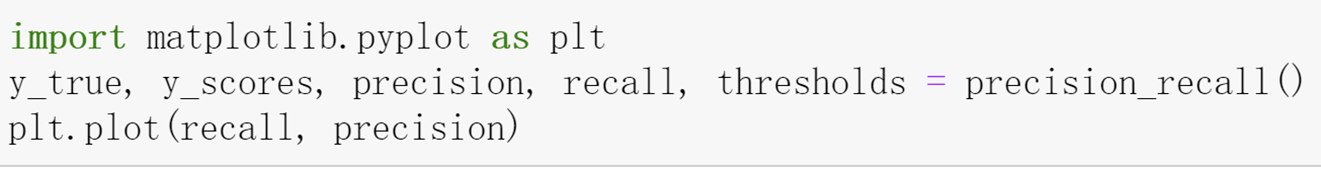 import matplotlib.pyplot as plt
y_true, y_scores, precision, recall, thresholds = precision_recall()
plt.plot(recall, precision)